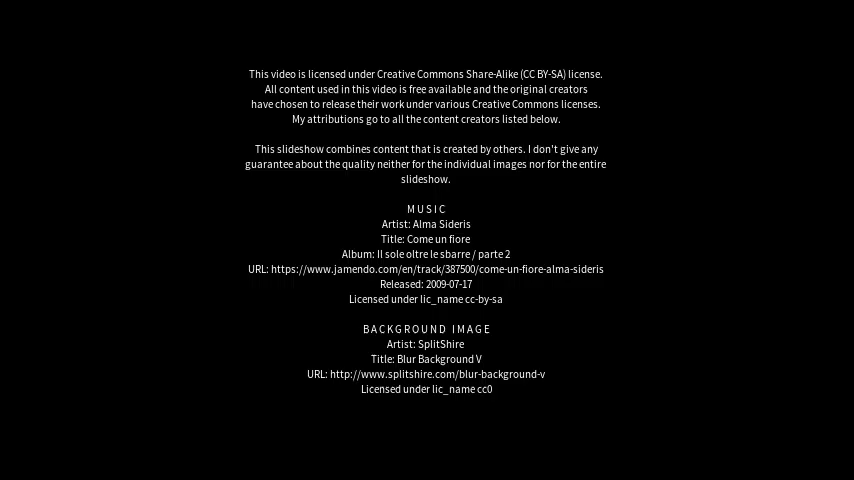 This video is licensed under Creative Commons Share-Alike (CC BY-SA) license.
All content used in this video is free available and the original creators
have chosen to release their work under various Creative Commons licenses.
My attributions go to all the content creators listed below.
This slideshow combines content that is created by others. I don't give any
guarantee about the quality neither for the individual images nor for the entire
slideshow.
MUSIC
Artist: Alma Sideris
Title: Come un fiore
Album: Il sole oltre le sbarre / parte 2
URL: https://www.jamendo.com/en/track/387500/come-un-fiore-alma-sideris
Released: 2009-07-17
Licensed under lic_name cc-by-sa
BACKGROUND IMAGE
Artist: SplitShire
Title: Blur Background V
URL: http://www.splitshire.com/blur-background-v
Licensed under lic_name cc0